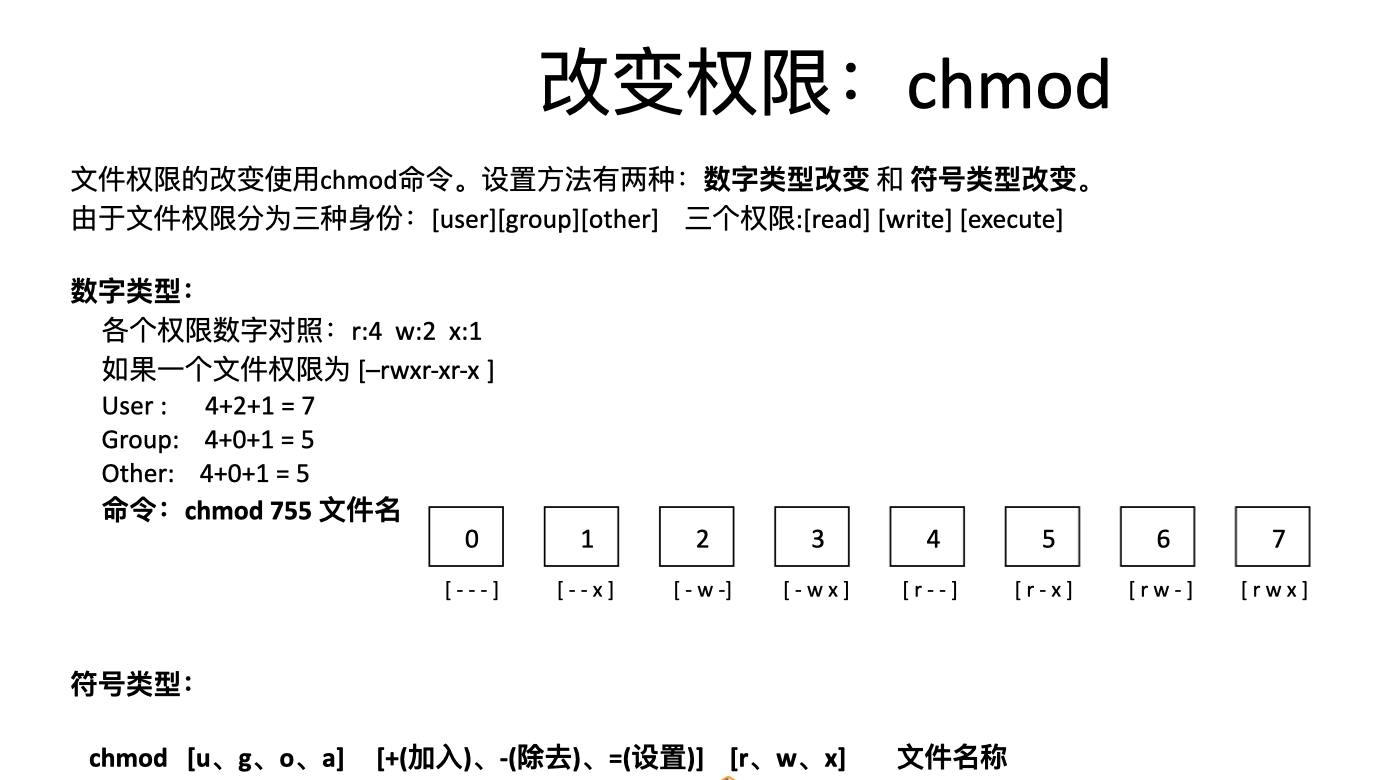 改变权限：chmod
文件权限的改变使用chmod命令。设置方法有两种：数字类型改变 和 符号类型改变。
由于文件权限分为三种身份：[user][group][other] 三个权限:[read] [write] [execute]
数字类型：
各个权限数字对照：r:4 w:2 x:1
如果一个文件权限为 [–rwxr-xr-x ]
User : 4+2+1 = 7
Group: 4+0+1 = 5
Other: 4+0+1 = 5
命令：chmod 755 文件名
0 1 2 3 4 5 6 7
[ - - - ] [ - - x ] [ - w -] [ - w x ] [ r - - ] [ r - x ] [ r w - ] [ r w x ]
符号类型：
chmod [u、g、o、a] [+(加入)、-(除去)、=(设置)] [r、w、x] 文件名称